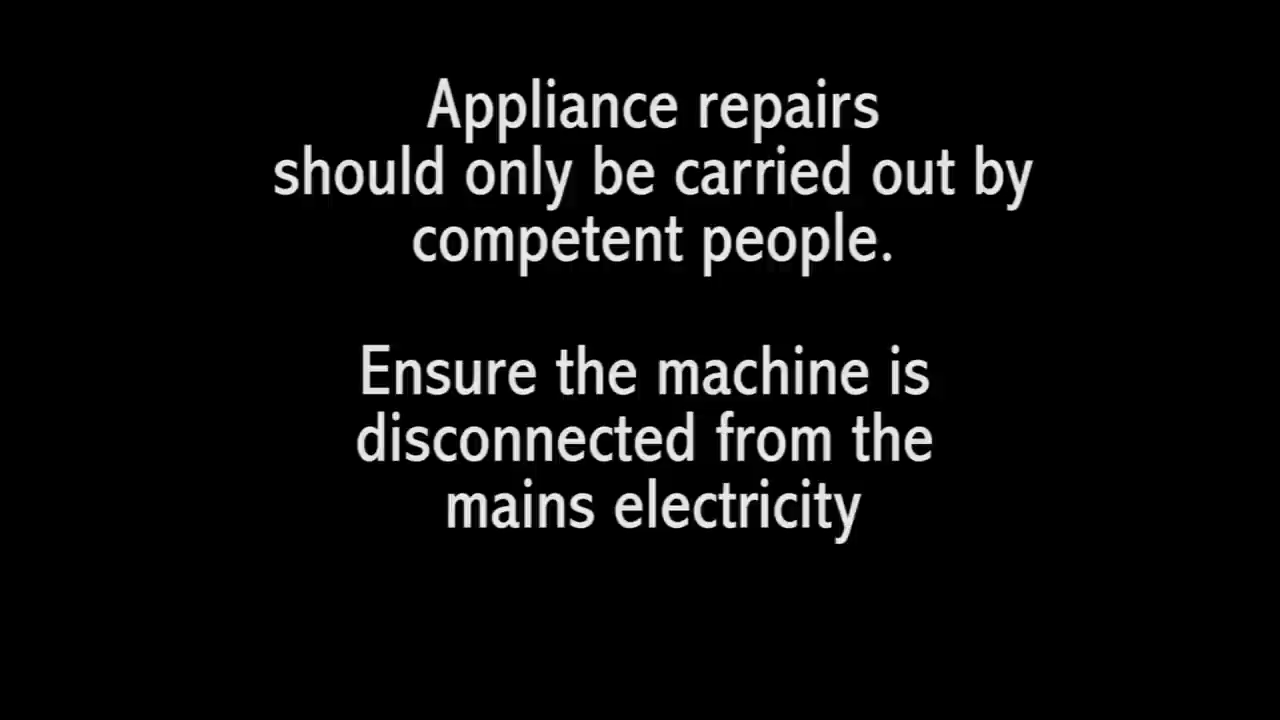 Appliance repairs
should only be carried out by
competent people.
Ensure the machine is
disconnected from the
mains electricity